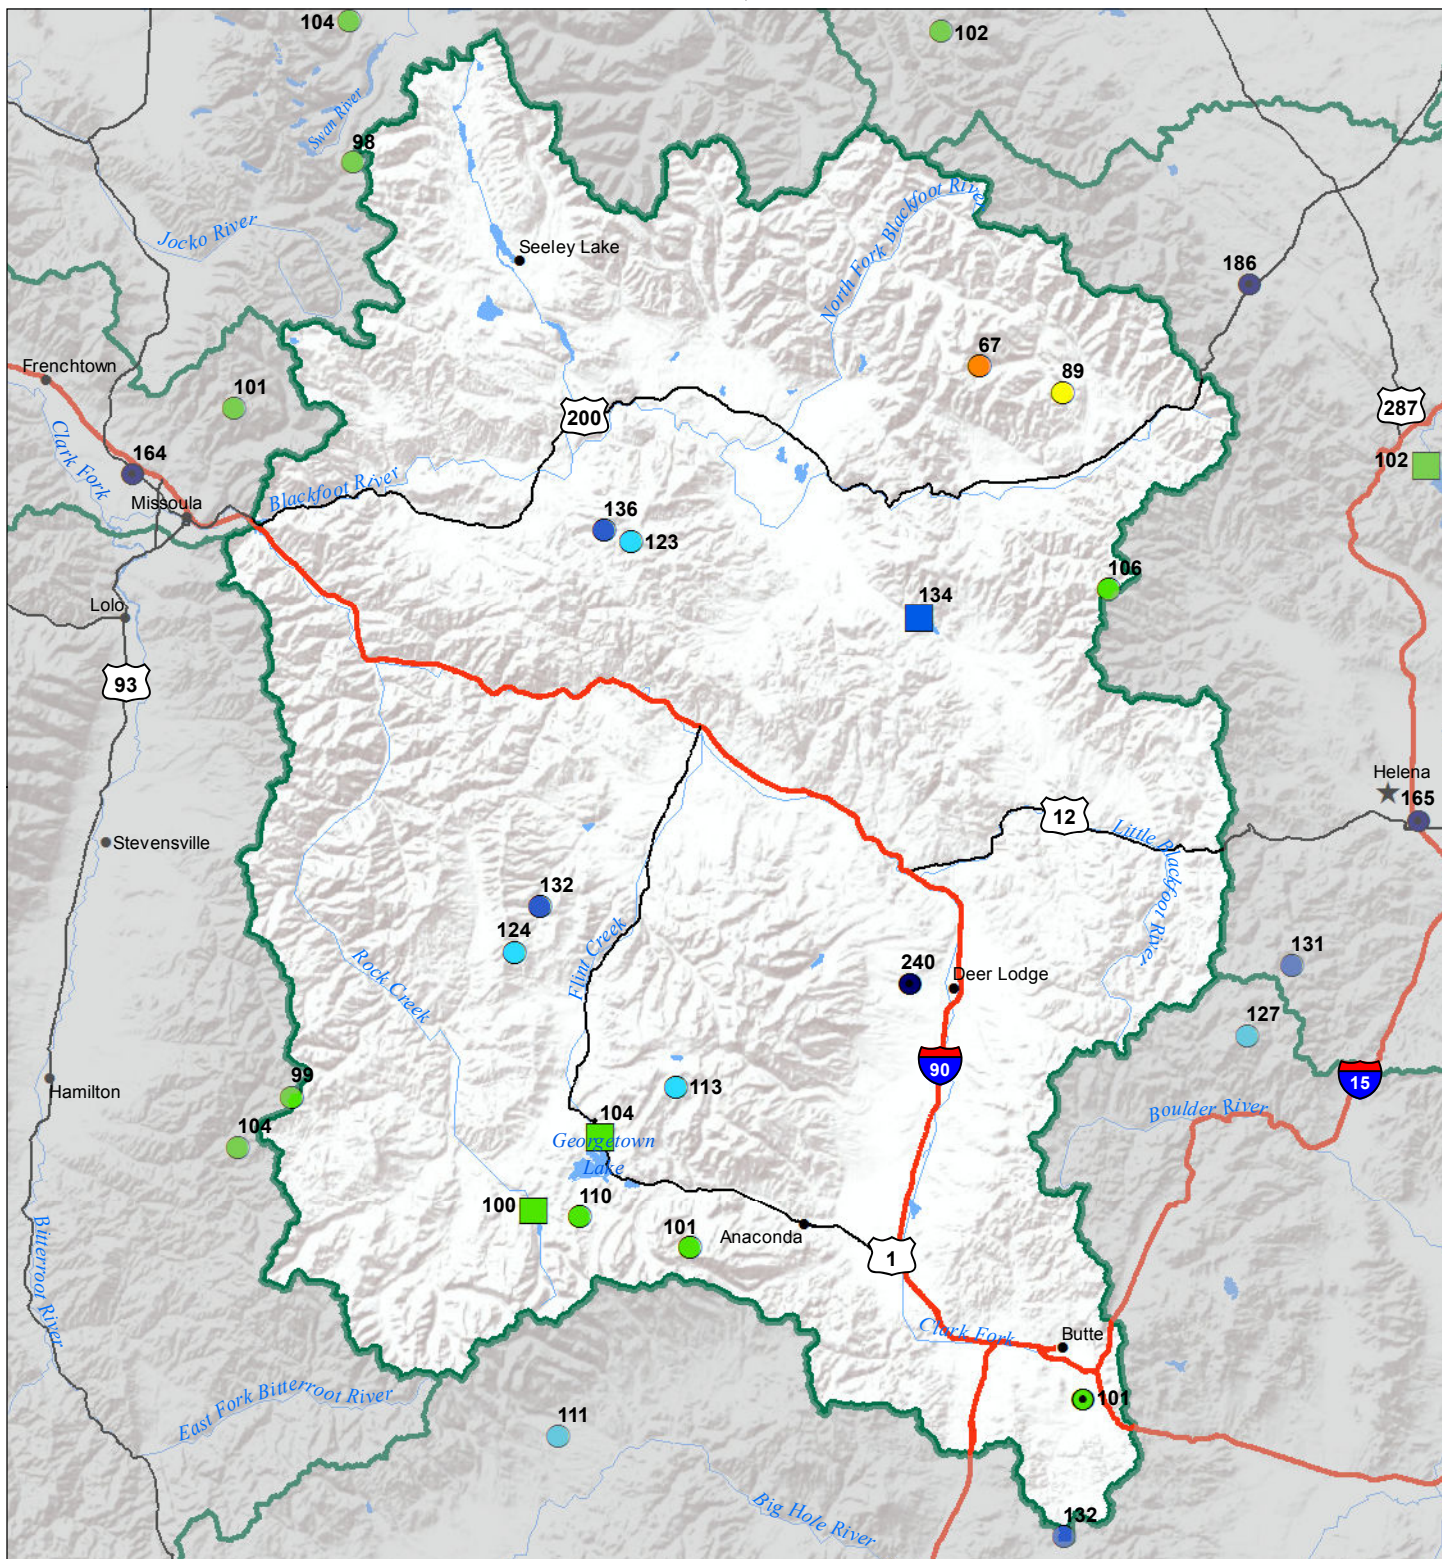 104
102
Swan River
98
Jocko River
North Fork Blackfoot River
Seeley Lake
186
67
89
Frenchtown
101
200
287
Clark Fork
164
102
Missoula
Blackfoot River
136
123
106
134
Lolo
93
Helena
165
12
Little Blackfoot River
Stevensville
132
124
Flint Creek
Rock Creek
240
Deer Lodge
131
127
90
15
99
Hamilton
113
104
Georgetown
Lake
104
Boulder River
100
110
101
Anaconda
1
Bitterroot River
Clark Fork
Butte
101
East Fork Bitterroot River
111
Big Hole River
132